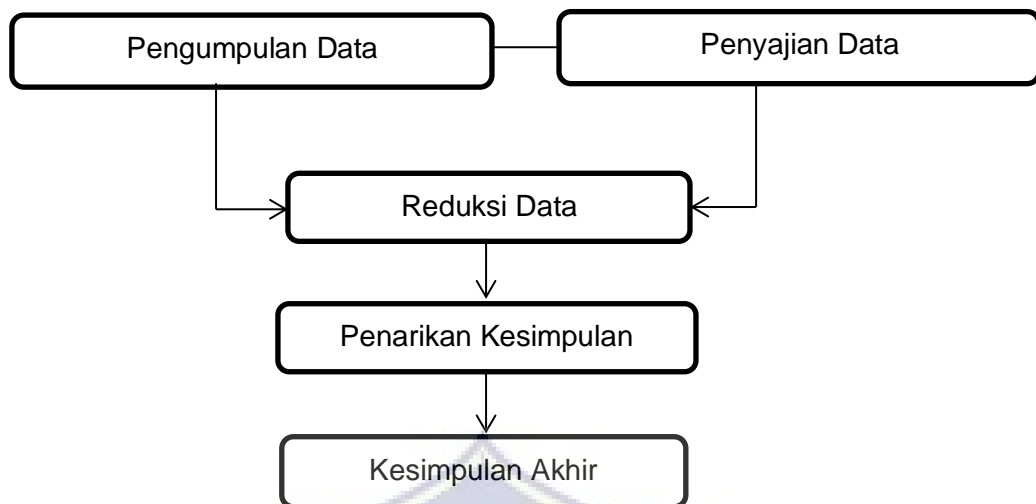 Pengumpulan Data
Penyajian Data
Reduksi Data
Penarikan Kesimpulan
Kesimpulan Akhir